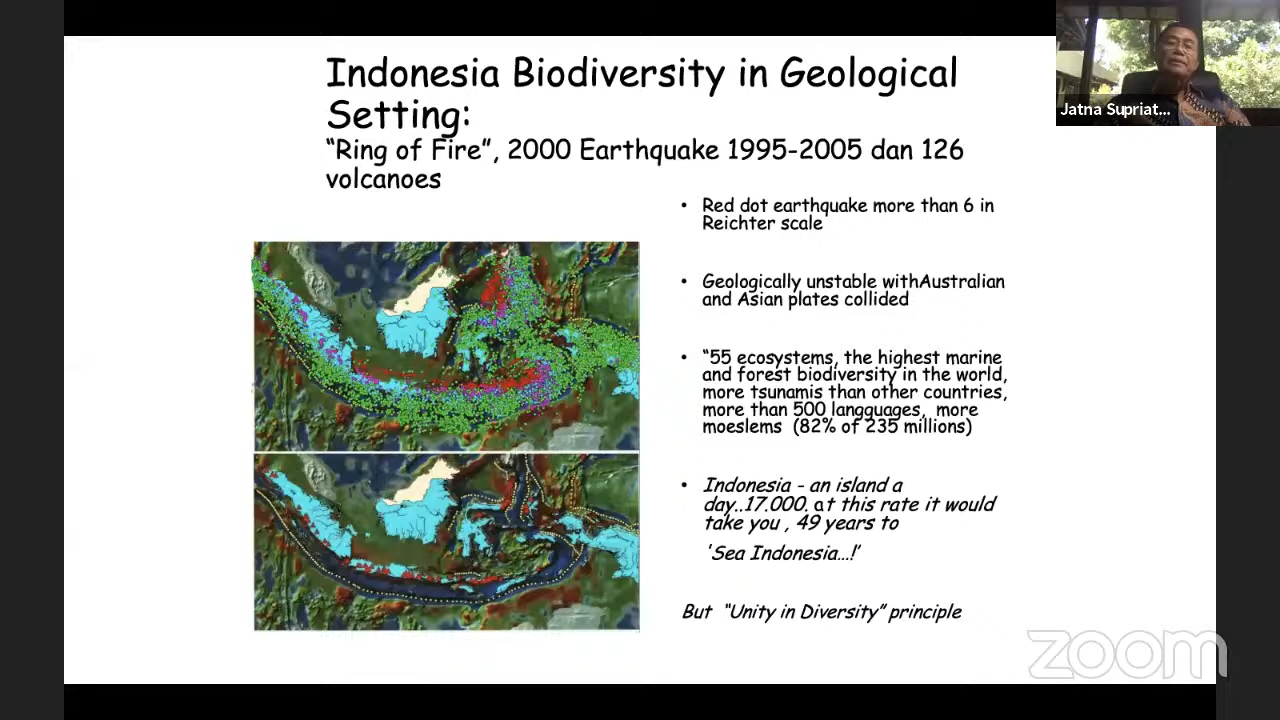 Indonesia Biodiversity in Geological
Setting:
“Ring of Fire”, 2000 Earthquake 1995-2005 dan 126
volcanoes
Jatna Supriat...
• Red dot earthquake more than 6 in
Reichter scale
• Geologically unstable withAustralian
and Asian plates collided
• “55 ecosystems, the highest marine
and forest biodiversity in the world,
more tsunamis than other countries,
more than 500 langguages, more
moeslems (82% of 235 millions)
• Indonesia - an island a
day..17.000. at this rate it would
take you , 49 years to
‘Sea Indonesia...!’
But “Unity in Diversity” principle
zoom